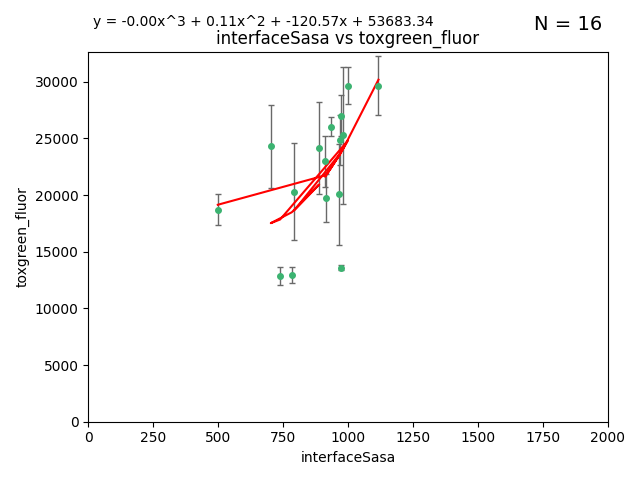 y = -0.00x^3 + 0.11x^2 + -120.57x + 53683.34
N = 16
interfaceSasa vs toxgreen_fluor
toxgreen_fluor
30000
25000
20000
15000
10000
5000
0
0 250 500 750 1000 1250 1500 1750 2000
interfaceSasa